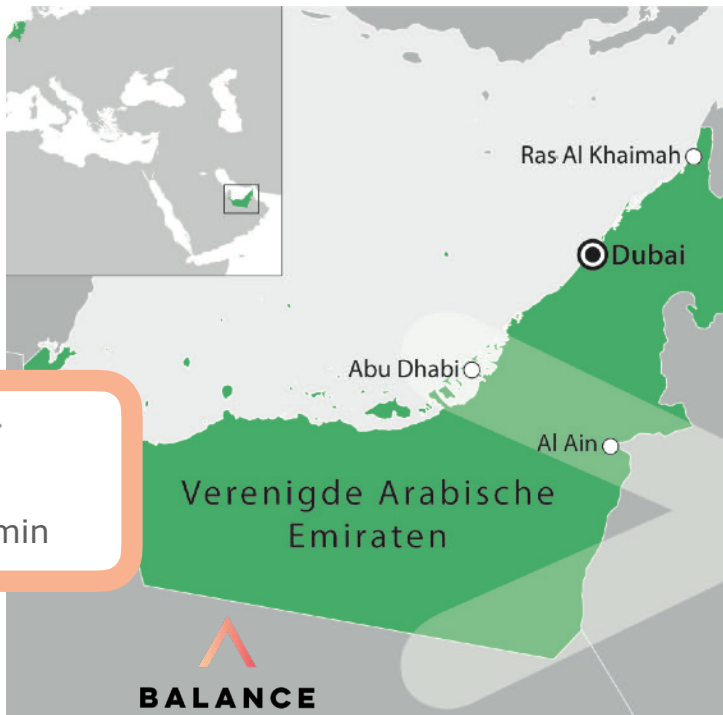 Ras Al Khaimah
Dubai
Abu Dhabi
Al Ain
Verenigde Arabische
Emiraten
min
BALANCE